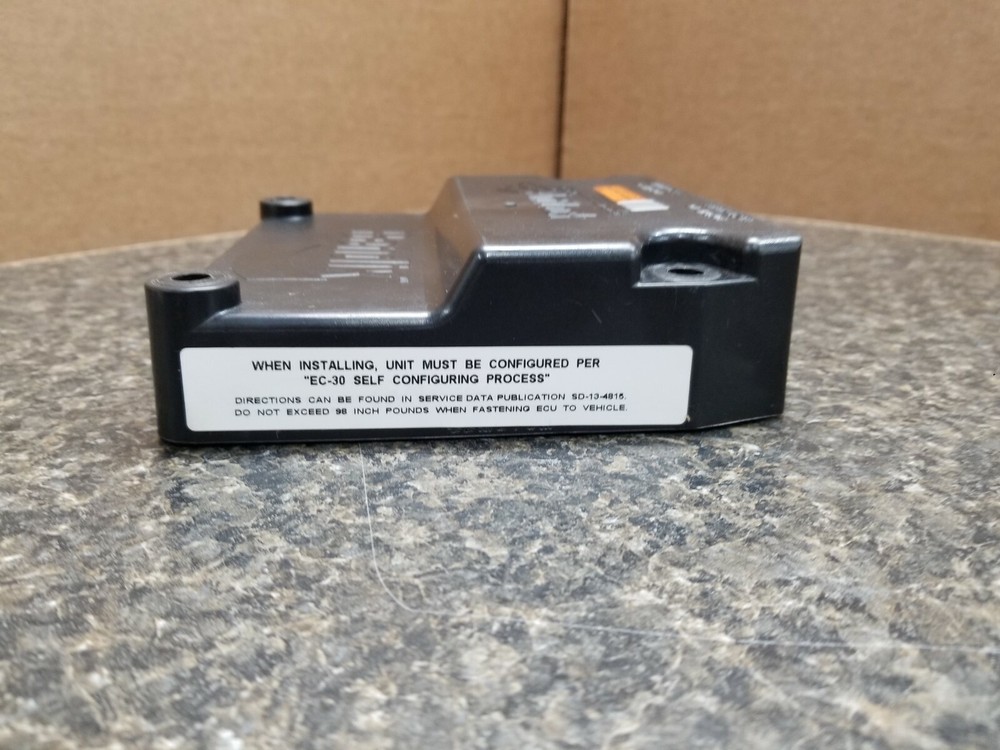 WHEN INSTALLING, UNIT MUST BE CONFIGURED PER
"EC-30 SELF CONFIGURING PROCESS"
DIRECTIONS CAN BE FOUND IN SERVICE DATA PUBLICATION SD-13-4815.
DO NOT EXCEED 96 INCH POUNDS WHEN FASTENING ECU TO VEHICLE.